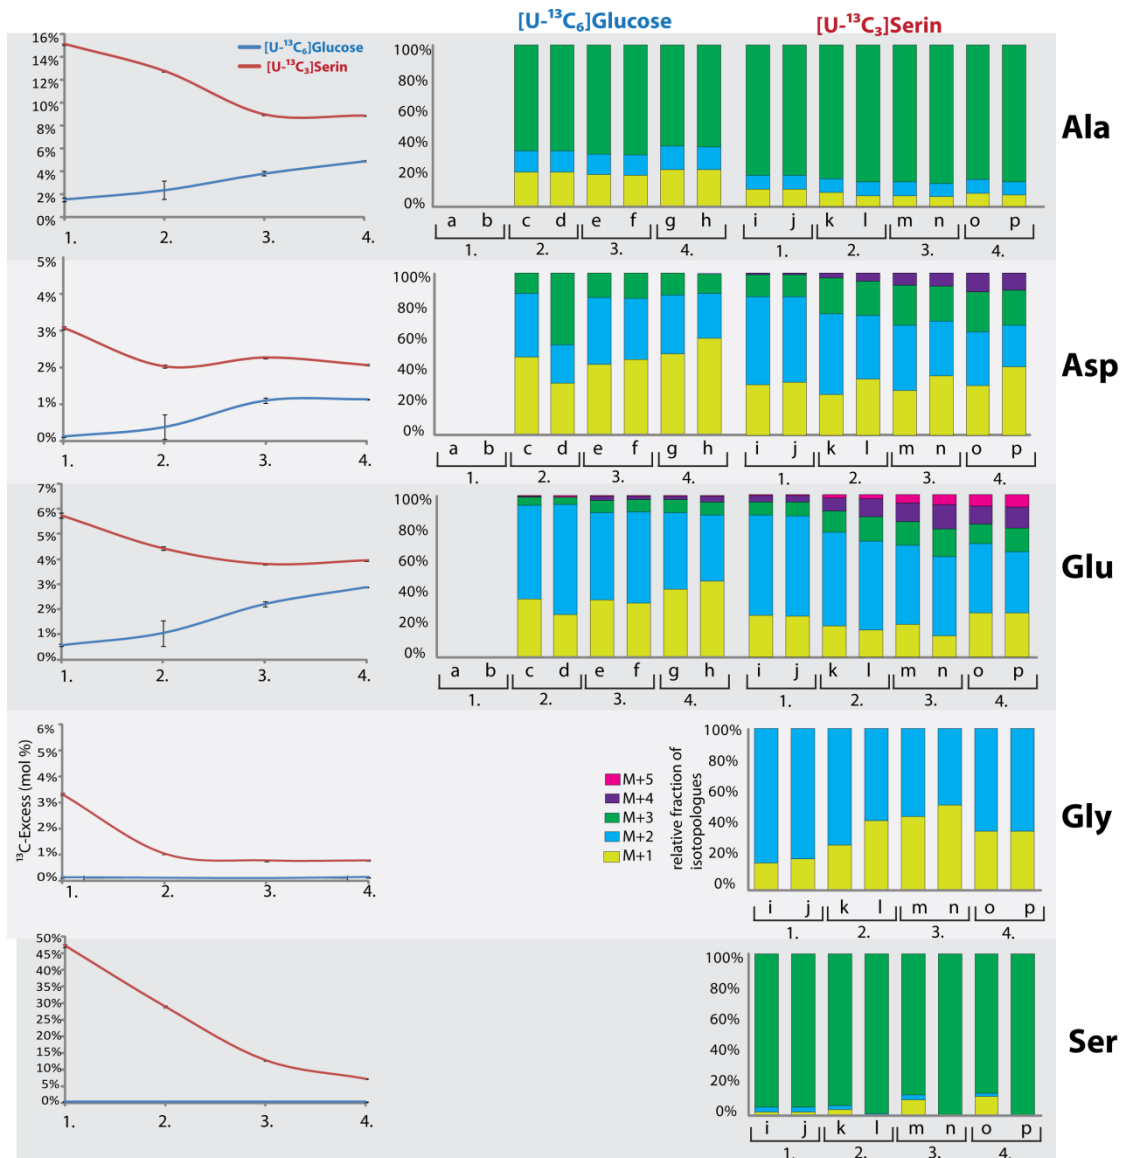 [U-¹³C₆]Glucose [U-¹³C₃]Serin
16%
14%
12%
10%
8%
6%
4%
2%
0%
[U-¹³C₆]Glucose
[U-¹³C₃]Serin
1. 2. 3. 4.
100%
80%
60%
40%
20%
0%
a b c d e f g h i j k l m n o p
1. 2. 3. 4. 1. 2. 3. 4.
Ala
5%
4%
3%
2%
1%
0%
1. 2. 3. 4.
100%
80%
60%
40%
20%
0%
a b c d e f g h i j k l m n o p
1. 2. 3. 4. 1. 2. 3. 4.
Asp
7%
6%
5%
4%
3%
2%
1%
0%
1. 2. 3. 4.
100%
80%
60%
40%
20%
0%
a b c d e f g h i j k l m n o p
1. 2. 3. 4. 1. 2. 3. 4.
Glu
¹³C-Excess (mol %)
6%
5%
4%
3%
2%
1%
0%
1. 2. 3. 4.
M+5
M+4
M+3
M+2
M+1
relative fraction of
isotopologues
100%
80%
60%
40%
20%
0%
i j k l m n o p
1. 2. 3. 4.
Gly
50%
45%
40%
35%
30%
25%
20%
15%
10%
5%
0%
1. 2. 3. 4.
100%
80%
60%
40%
20%
0%
i j k l m n o p
1. 2. 3. 4.
Ser